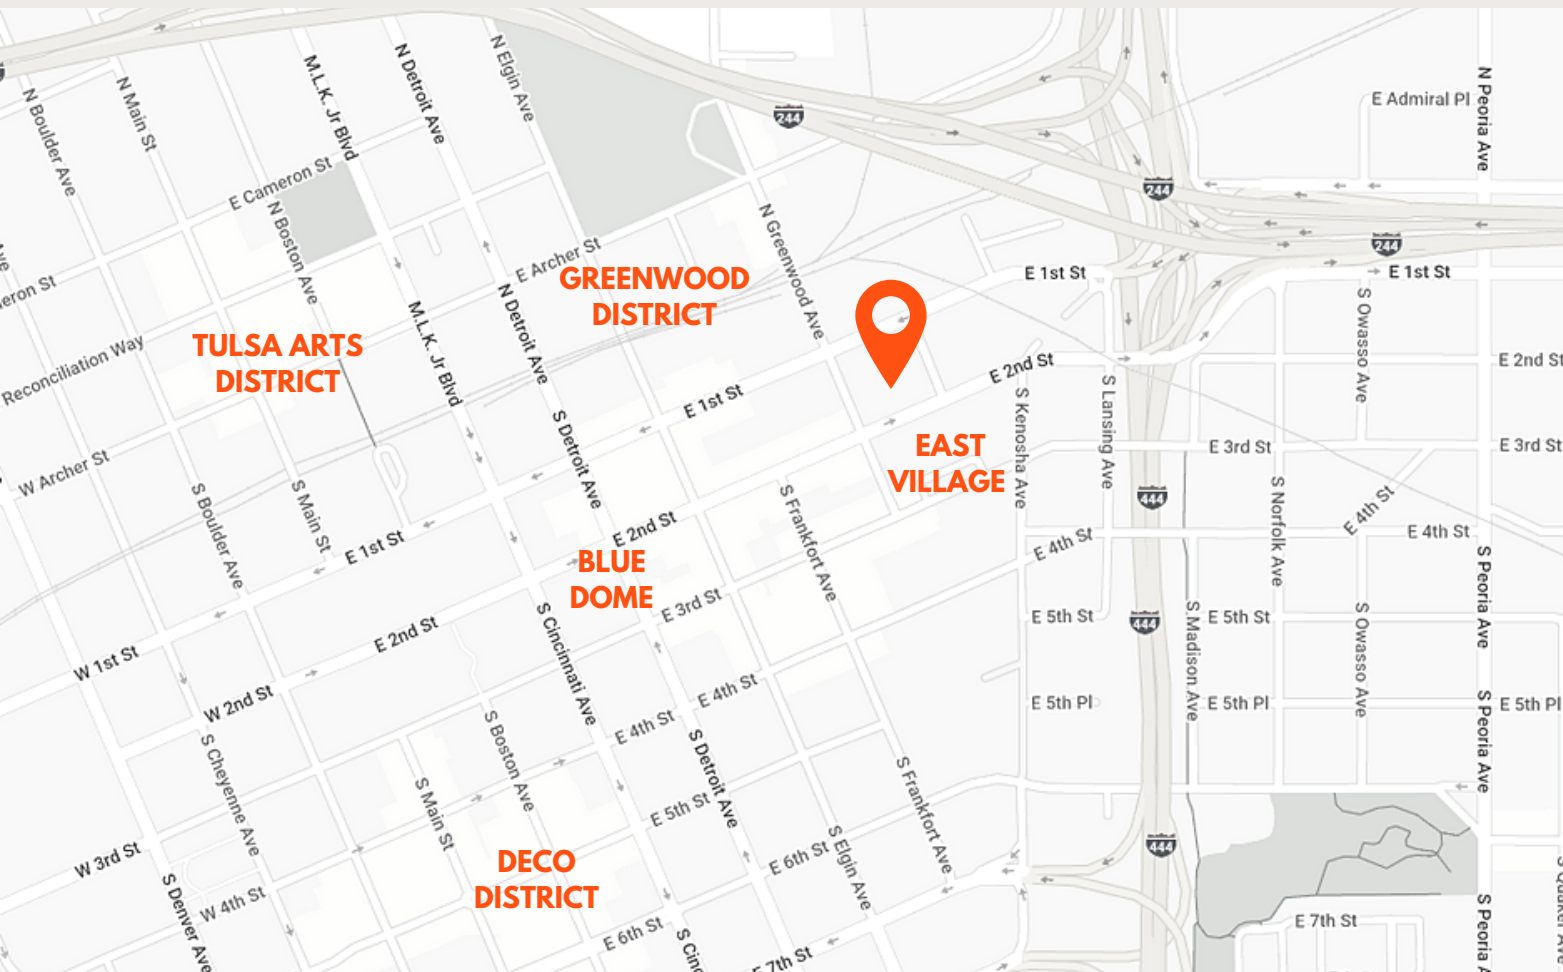 N Boulder Ave
N Main St
M.L.K. Jr Blvd
N Detroit Ave
N Elgin Ave
244
E Admiral Pl
N Peoria Ave
E Cameron St
N Boston Ave
244
N Greenwood Ave
244
E Archer St
E 1st St
E 1st St
GREENWOOD
DISTRICT
N Detroit Ave
M.L.K. Jr Blvd
S Owasso Ave
TULSA ARTS
DISTRICT
Reconciliation Way
E 2nd St
E 2nd St
E 1st St
S Kenosha Ave
S Lansing Ave
S Detroit Ave
EAST
VILLAGE
E 3rd St
E 3rd St
W Archer St
S Boulder Ave
S Main St
S Frankfort Ave
444
S Norfolk Ave
E 4th St
E 2nd St
E 1st St
E 4th St
E 4th St
BLUE
DOME
E 3rd St
S Peoria Ave
S Cincinnati Ave
E 5th St
444
S Madison Ave
E 5th St
S Owasso Ave
W 1st St
E 2nd St
W 2nd St
E 4th St
E 4th St
E 5th Pl
E 5th Pl
E 5th Pl
S Peoria Ave
S Cheyenne Ave
S Boston Ave
S Detroit Ave
S Frankfort Ave
S Main St
E 5th St
W 3rd St
DECO
DISTRICT
E 6th St
S Elgin Ave
444
S Denver Ave
W 4th St
E 6th St
E 7th St
S Peoria